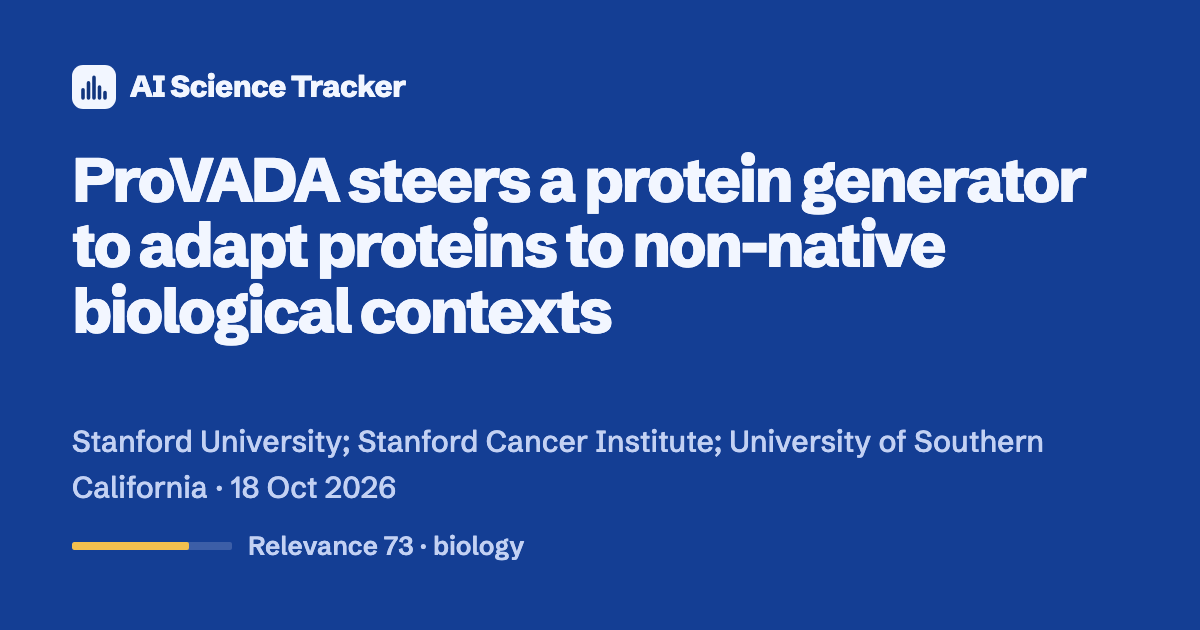 AI Science Tracker
ProVADA steers a protein generator
to adapt proteins to non-native
biological contexts
Stanford University; Stanford Cancer Institute; University of Southern
California · 18 Oct 2026
Relevance 73 · biology